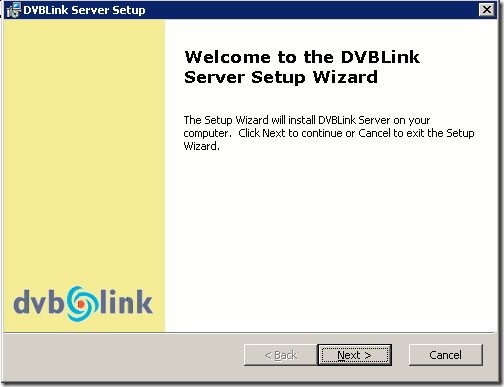 DVBLink Server Setup
Welcome to the DVBLink
Server Setup Wizard
The Setup Wizard will install DVBLink Server on your
computer. Click Next to continue or Cancel to exit the Setup
Wizard.
dvblink
< Back Next > Cancel